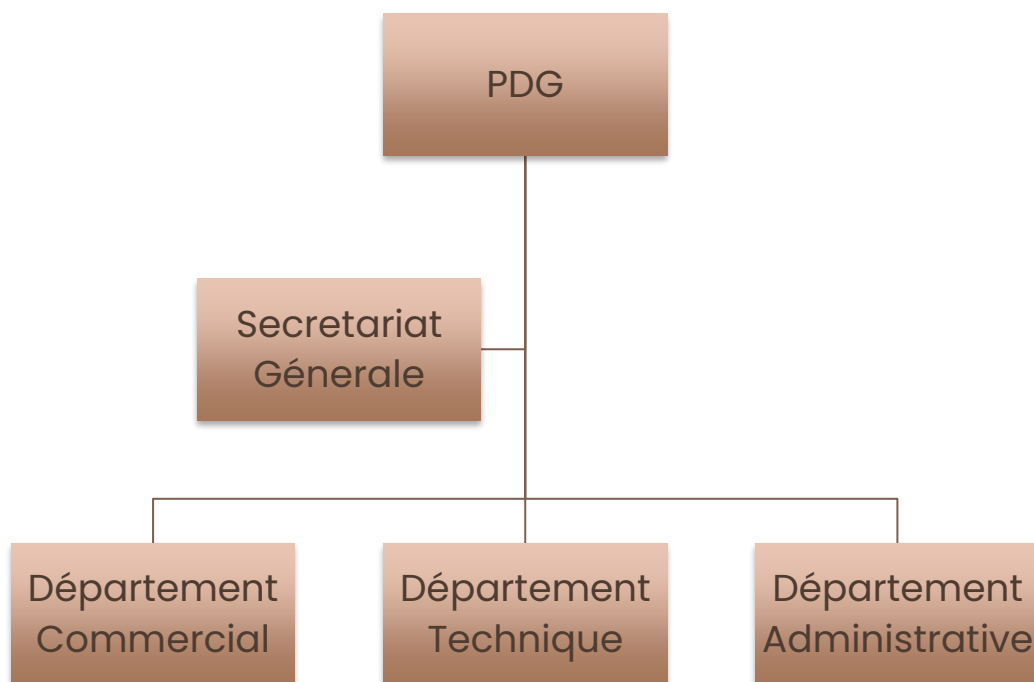 PDG
Secretariat
Génerale
Département
Commercial
Département
Technique
Département
Administrative